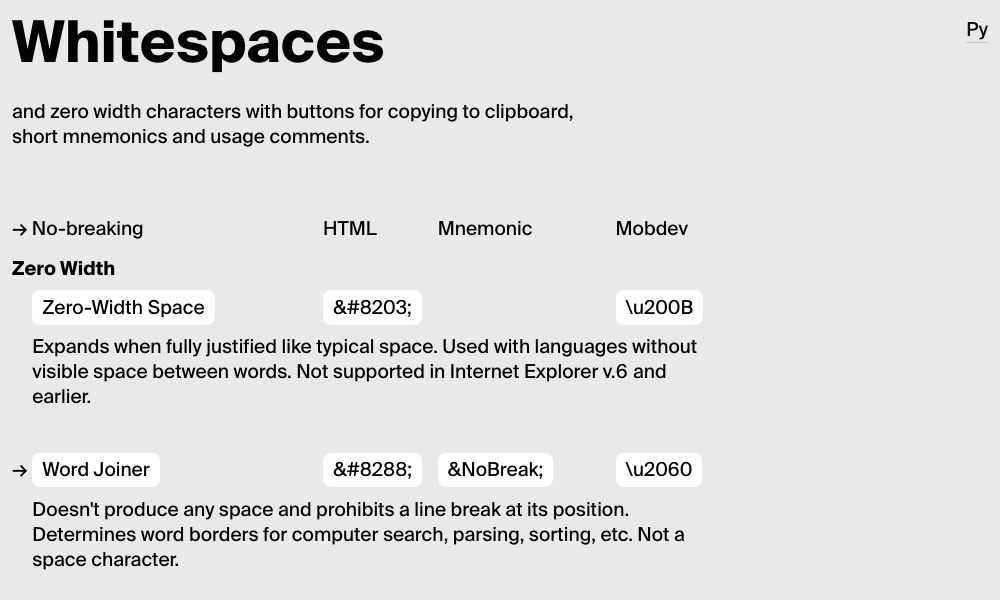 Whitespaces
Py
and zero width characters with buttons for copying to clipboard,
short mnemonics and usage comments.
→ No-breaking HTML Mnemonic Mobdev
Zero Width
Zero-Width Space &#8203; \u200B
Expands when fully justified like typical space. Used with languages without
visible space between words. Not supported in Internet Explorer v.6 and
earlier.
→ Word Joiner &#8288; &NoBreak; \u2060
Doesn't produce any space and prohibits a line break at its position.
Determines word borders for computer search, parsing, sorting, etc. Not a
space character.